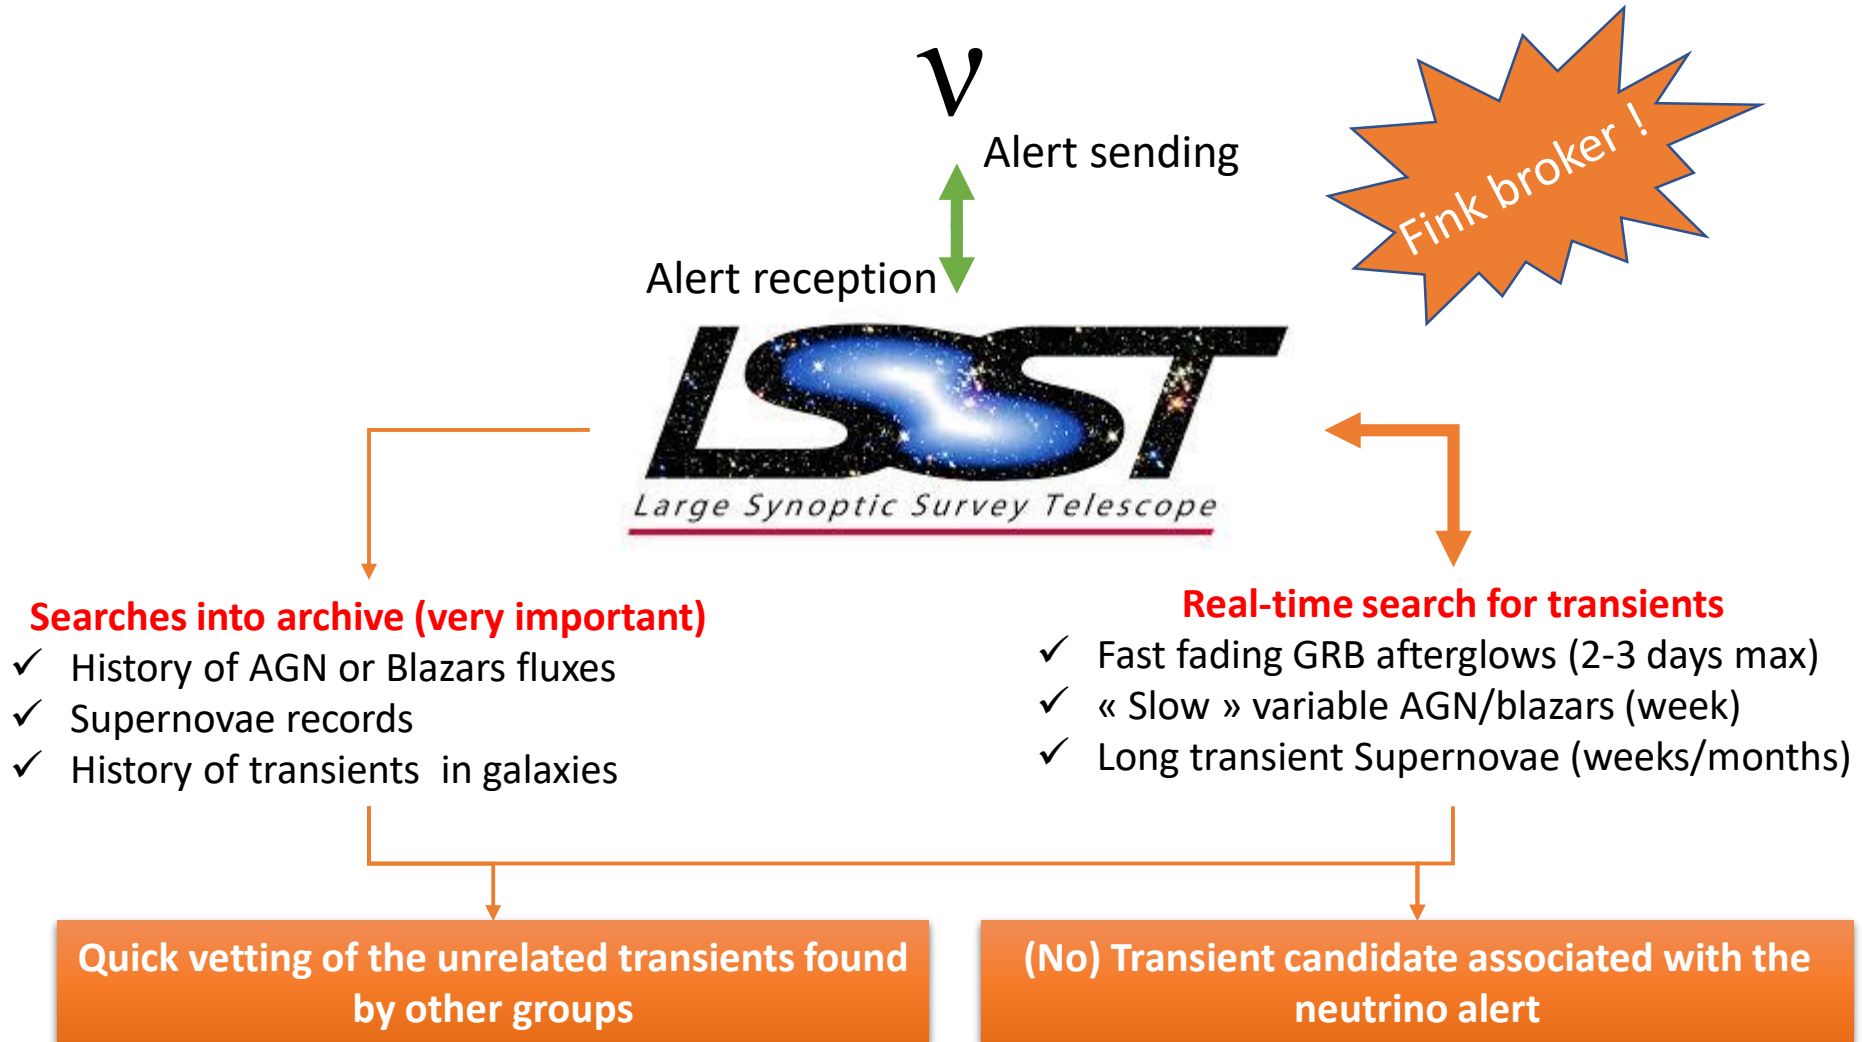 ν
Alert sending
Fink broker !
Alert reception
LSST
Large Synoptic Survey Telescope
Searches into archive (very important)
✓ History of AGN or Blazars fluxes
✓ Supernovae records
✓ History of transients in galaxies
Real-time search for transients
✓ Fast fading GRB afterglows (2-3 days max)
✓ « Slow » variable AGN/blazars (week)
✓ Long transient Supernovae (weeks/months)
Quick vetting of the unrelated transients found
by other groups
(No) Transient candidate associated with the
neutrino alert